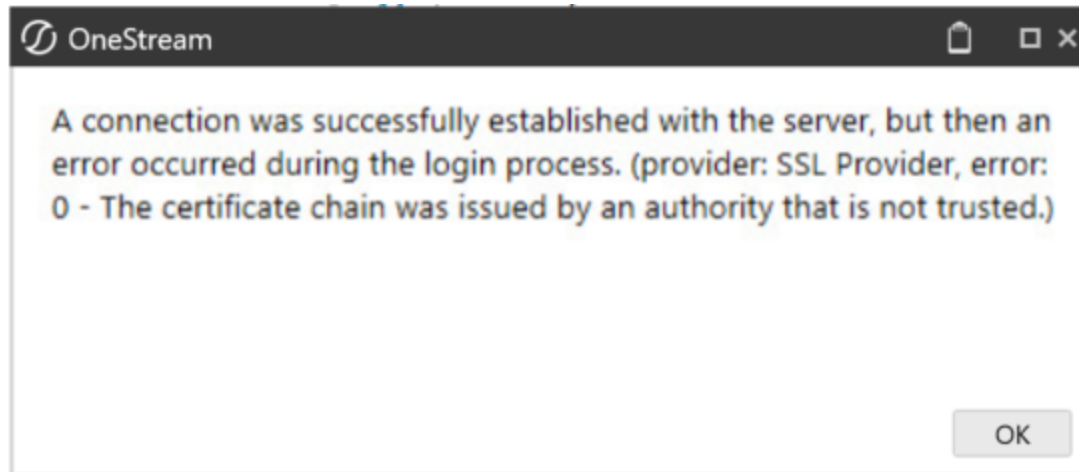 OneStream
A connection was successfully established with the server, but then an
error occurred during the login process. (provider: SSL Provider, error:
0 - The certificate chain was issued by an authority that is not trusted.)
OK